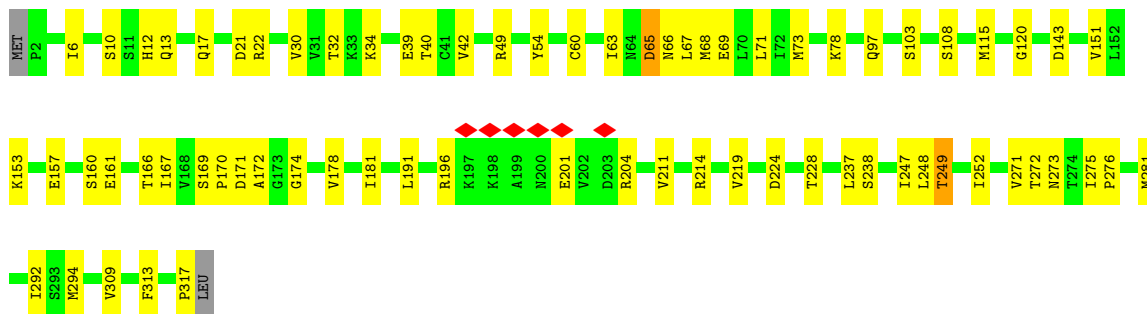 MET P2 I6 S10 S11 H12 Q13 Q17 D21 R22 V30 V31 T32 K33 K34 E39 T40 C41 V42 R49 Y54 C60 I63 N64 D65 N66 L67 M68 E69 L70 L71 I72 M73 K78 Q97 S103 S108 M115 G120 D143 V151 L152
K153 E157 S160 E161 T166 I167 V168 S169 P170 D171 A172 G173 G174 V178 I181 L191 R196 K197 K198 A199 N200 E201 V202 D203 R204 V211 R214 V219 D224 T228 L237 S238 I247 L248 T249 I252 V271 T272 N273 T274 I275 P276 M281
I292 S293 M294 V309 F313 P317 LEU